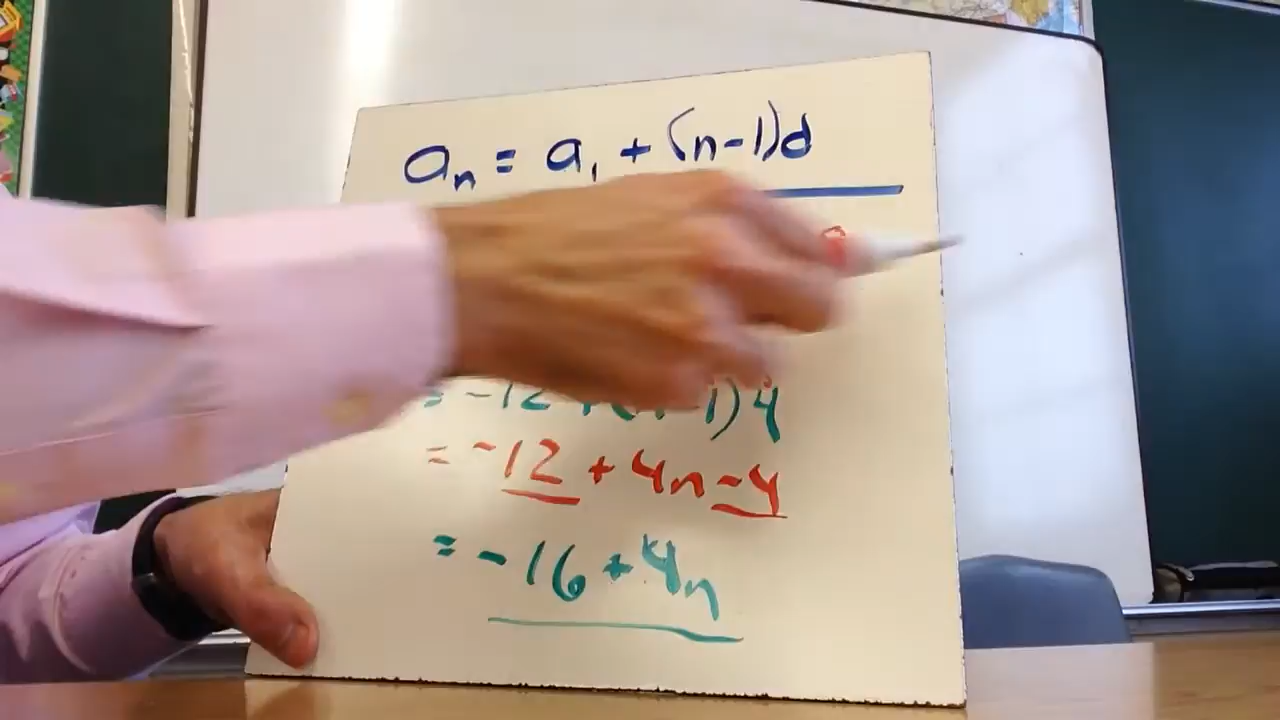 an = a1 + (n-1)d
= -12 + (n-1)4
= -12 + 4n - 4
= -16 + 4n